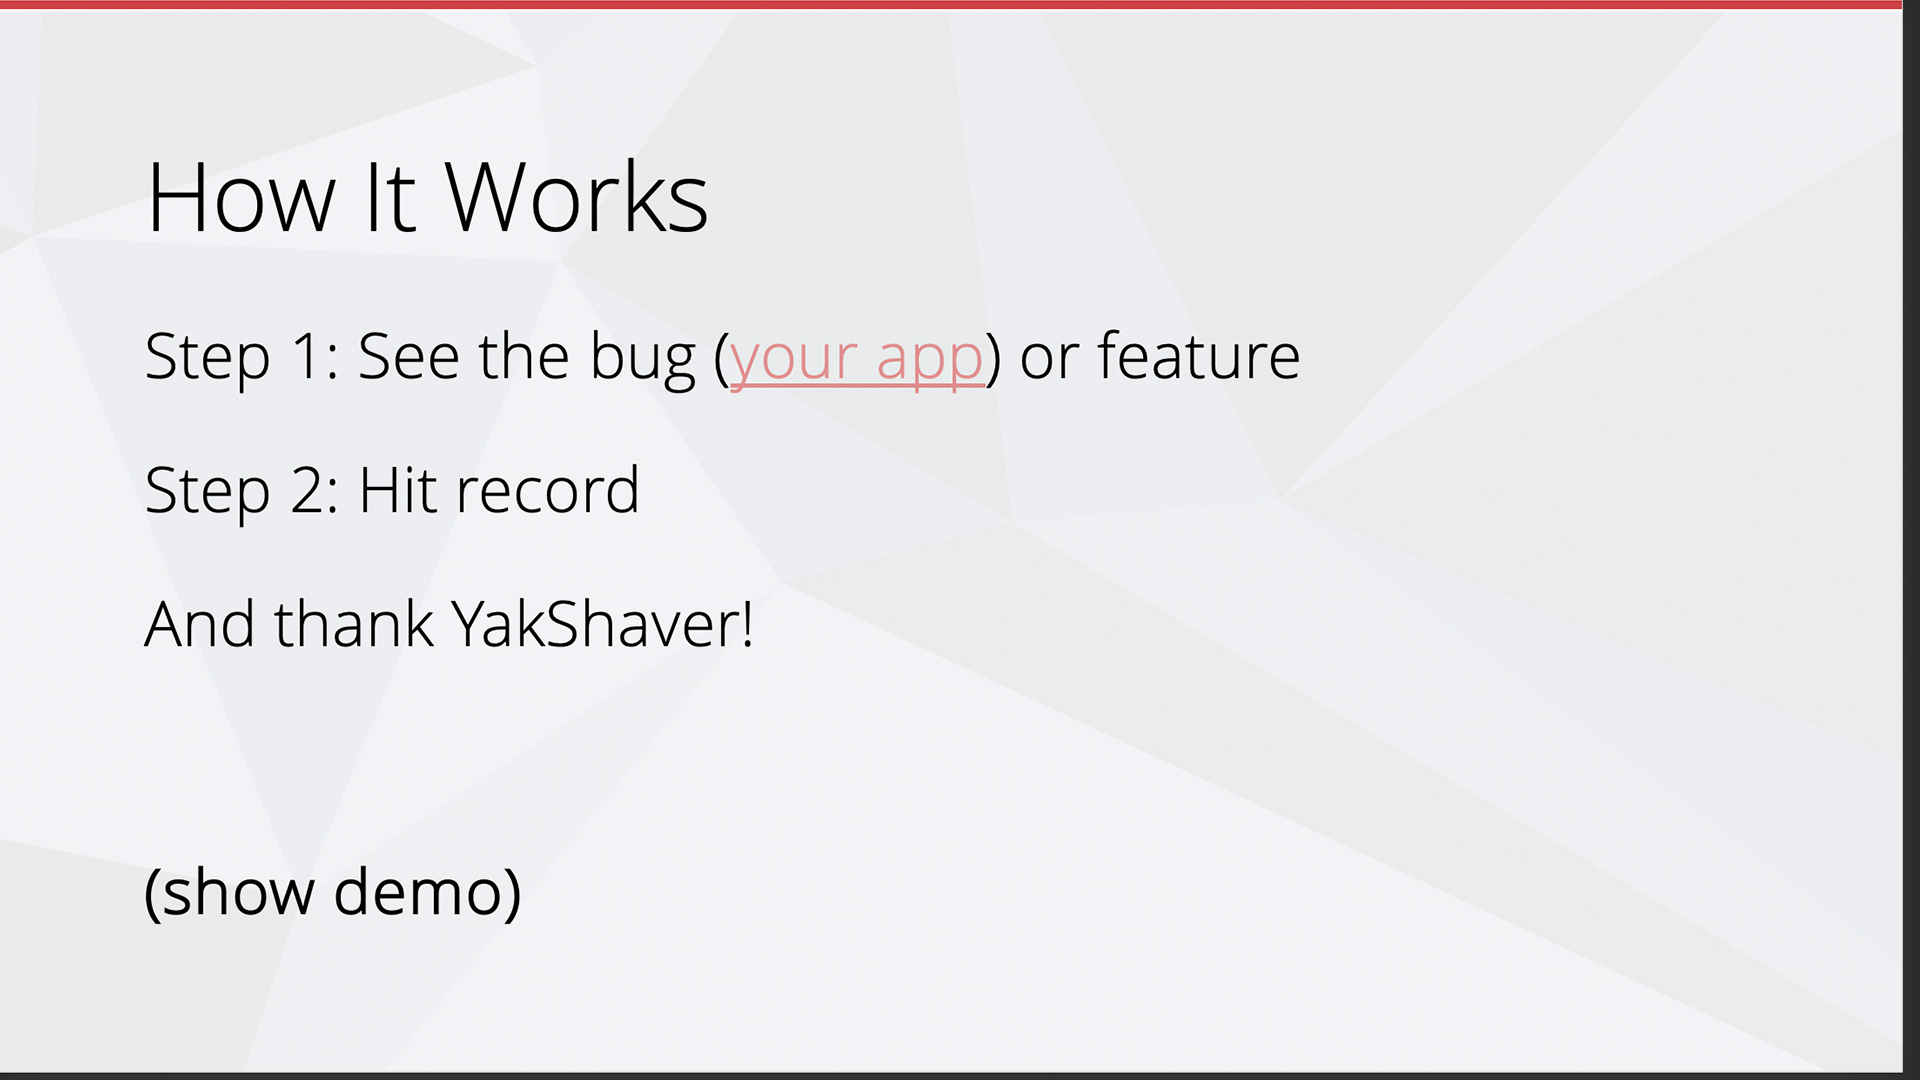 How It Works
Step 1: See the bug (your app) or feature
Step 2: Hit record
And thank YakShaver!
(show demo)